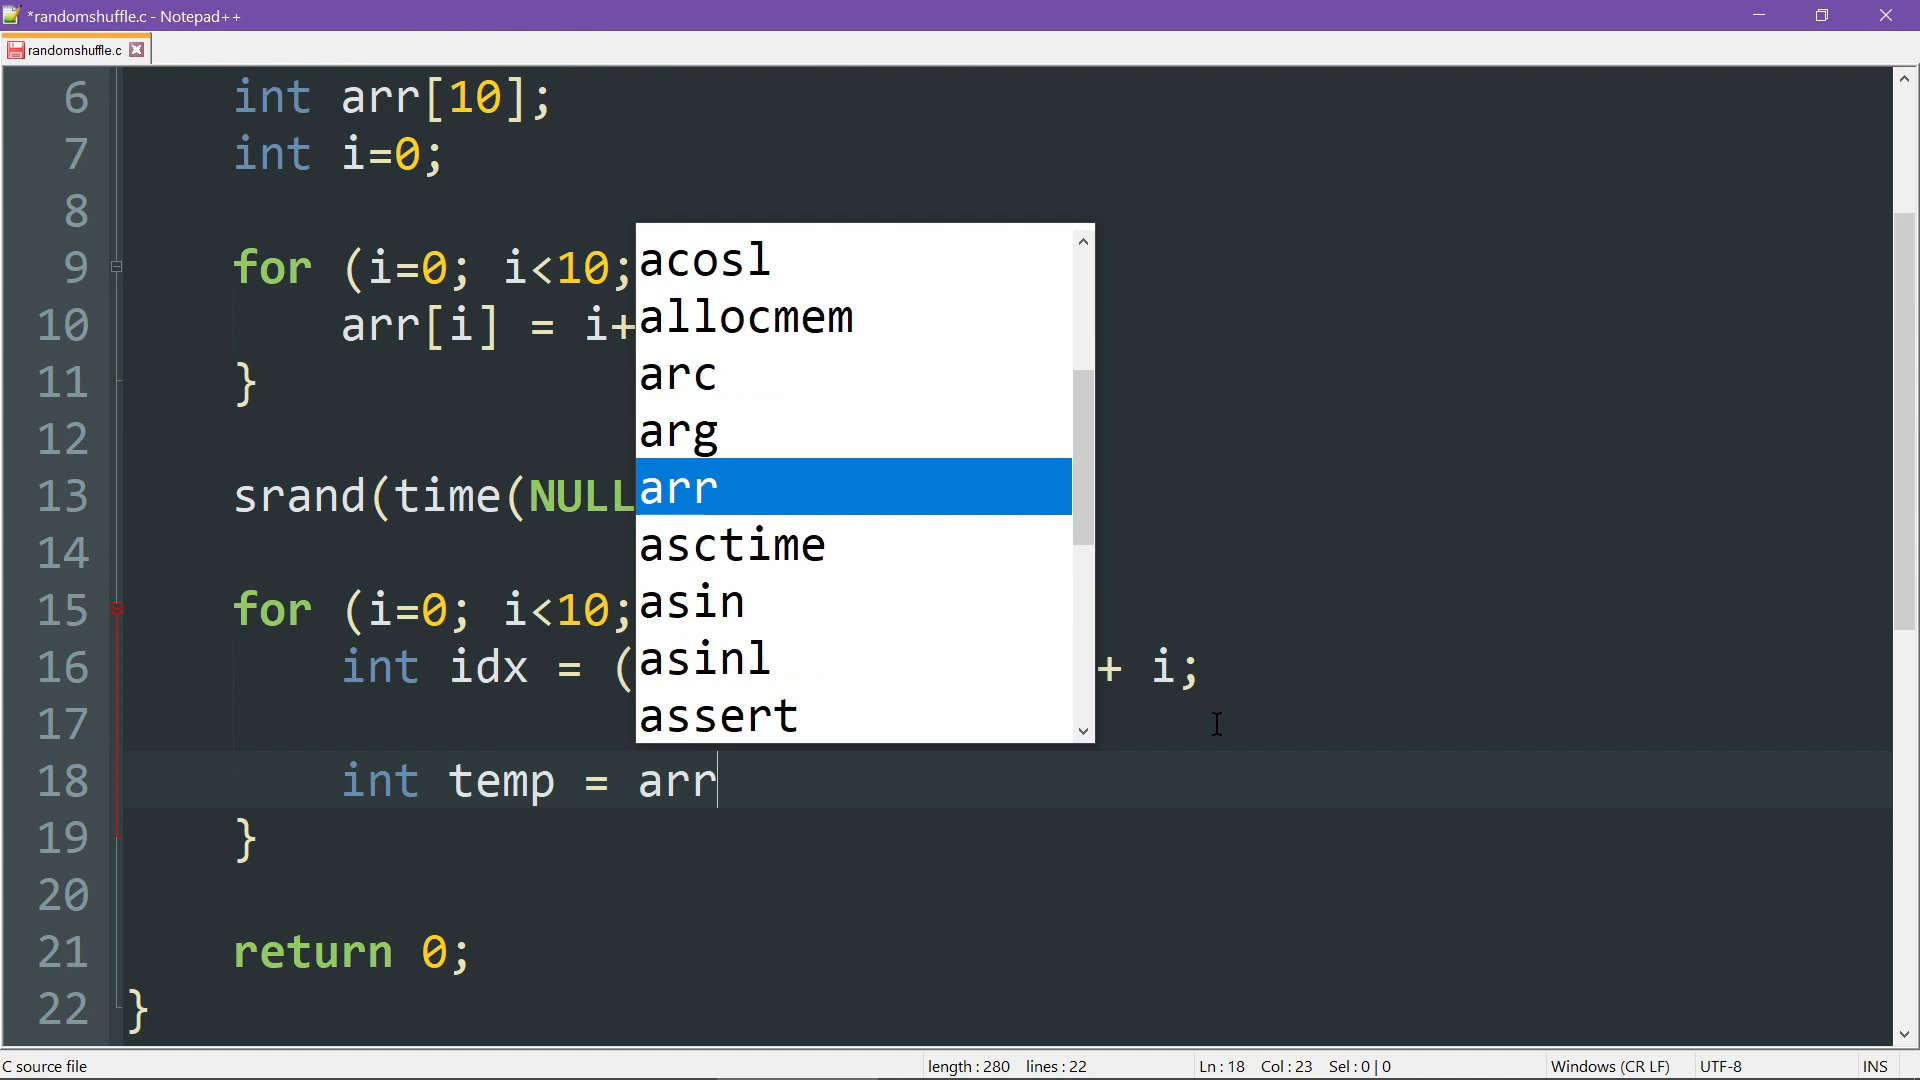 *randomshuffle.c - Notepad++
randomshuffle.c
6 int arr[10];
7 int i=0;
8
9 for (i=0; i<10;
10 arr[i] = i+
11 }
12
13 srand(time(NULL
14
15 for (i=0; i<10;
16 int idx = ( + i;
17
18 int temp = arr
19 }
20
21 return 0;
22 }
acosl
allocmem
arc
arg
arr
asctime
asin
asinl
assert
C source file length : 280 lines : 22 Ln : 18 Col : 23 Sel : 0 | 0 Windows (CR LF) UTF-8 INS